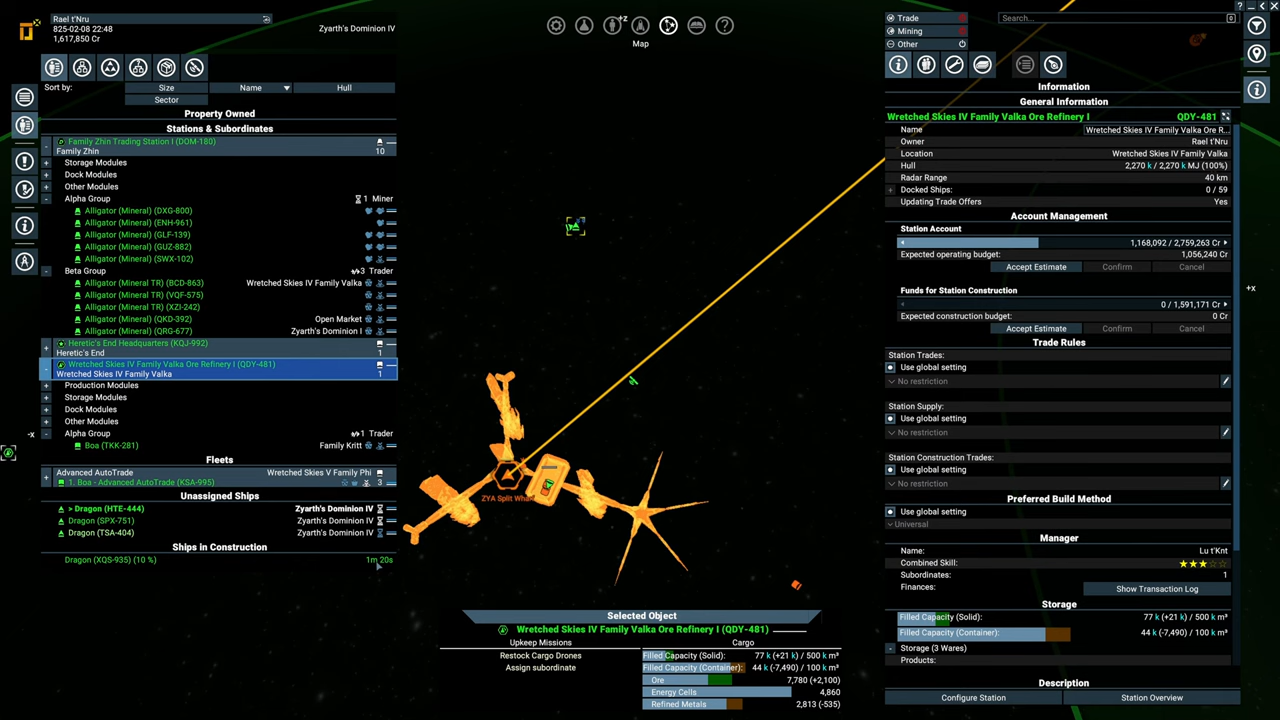 Rael t'Nru
825-02-08 22:48
1,617,850 Cr
Zyarth's Dominion IV
Map
Sort by:
Size
Name
Hull
Sector
Property Owned
Stations & Subordinates
Family Zhin Trading Station I (DOM-180)
Family Zhin
10
Storage Modules
Dock Modules
Other Modules
Alpha Group
1 Miner
Alligator (Mineral) (DXG-800)
Alligator (Mineral) (ENH-961)
Alligator (Mineral) (GLF-139)
Alligator (Mineral) (GUZ-882)
Alligator (Mineral) (SWX-102)
Beta Group
3 Trader
Alligator (Mineral TR) (BCD-863) Wretched Skies IV Family Valka
Alligator (Mineral TR) (VQF-575)
Alligator (Mineral TR) (XZI-242)
Alligator (Mineral TR) (QKD-392) Open Market
Alligator (Mineral TR) (QRG-677) Zyarth's Dominion I
Heretic's End Headquarters (KQJ-992)
Heretic's End
1
Wretched Skies IV Family Valka Ore Refinery I (QDY-481)
Wretched Skies IV Family Valka
1
Production Modules
Storage Modules
Dock Modules
Other Modules
Alpha Group
1 Trader
Boa (TKK-281) Family Kritt
Fleets
Advanced AutoTrade Wretched Skies V Family Phi
1. Boa - Advanced AutoTrade (KSA-995) 3
Unassigned Ships
> Dragon (HTE-444) Zyarth's Dominion IV
Dragon (SPX-751) Zyarth's Dominion IV
Dragon (TSA-404) Zyarth's Dominion IV
Ships in Construction
Dragon (XQS-935) (10 %) 1m 20s
-x
+z
+x
ZYA Split Wha
Selected Object
Wretched Skies IV Family Valka Ore Refinery I (QDY-481)
Upkeep Missions
Cargo
Restock Cargo Drones
Assign subordinate
Filled Capacity (Solid): 77 k (+21 k) / 500 k m³
Filled Capacity (Container): 44 k (-7,490) / 100 k m³
Ore 7,780 (+2,100)
Energy Cells 4,860
Refined Metals 2,813 (-535)
Trade
Mining
Other
Search...
Information
General Information
Wretched Skies IV Family Valka Ore Refinery I QDY-481
Name Wretched Skies IV Family Valka Ore R...
Owner Rael t'Nru
Location Wretched Skies IV Family Valka
Hull 2,270 k / 2,270 k MJ (100%)
Radar Range 40 km
Docked Ships: 0 / 59
Updating Trade Offers Yes
Account Management
Station Account
1,168,092 / 2,759,263 Cr
Expected operating budget: 1,056,240 Cr
Accept Estimate Confirm Cancel
Funds for Station Construction
0 / 1,591,171 Cr
Expected construction budget: 0 Cr
Accept Estimate Confirm Cancel
Trade Rules
Station Trades:
Use global setting
No restriction
Station Supply:
Use global setting
No restriction
Station Construction Trades:
Use global setting
No restriction
Preferred Build Method
Use global setting
Universal
Manager
Name: Lu t'Knt
Combined Skill:
Subordinates: 1
Finances: Show Transaction Log
Storage
Filled Capacity (Solid): 77 k (+21 k) / 500 k m³
Filled Capacity (Container): 44 k (-7,490) / 100 k m³
Storage (3 Wares)
Products:
Description
Configure Station
Station Overview